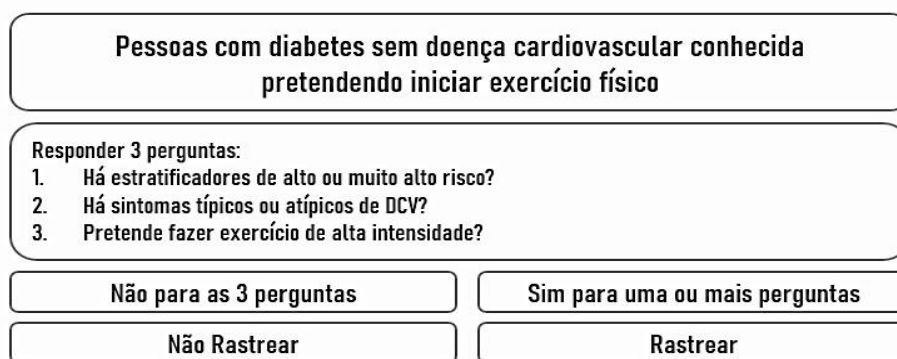 Pessoas com diabetes sem doença cardiovascular conhecida
pretendendo iniciar exercício físico
Responder 3 perguntas:
1. Há estratificadores de alto ou muito alto risco?
2. Há sintomas típicos ou atípicos de DCV?
3. Pretende fazer exercício de alta intensidade?
Não para as 3 perguntas
Sim para uma ou mais perguntas
Não Rastrear
Rastrear